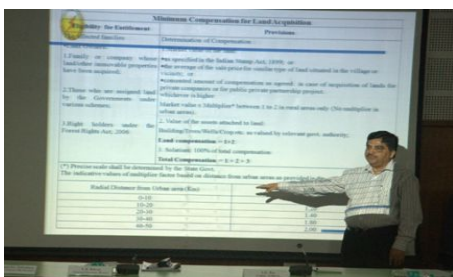 Minimum Compensation for Land Acquisition
Eligibility for Entitlement
Provisions
Determination of Compensation
1.Family or company whose land/other immovable properties have been acquired;
•as specified in the Indian Stamp Act, 1899; or
•the average of the sale price for similar type of land situated in the village or vicinity; or
•consented amount of compensation as agreed in case of acquisition of lands for private companies or for public private partnership project.
whichever is higher
2.Those who are assigned land by the Government under various schemes;
Market value x Multiplier* between 1 to 2 in rural areas only (No multiplier in urban areas).
2. Value of the assets attached to land:
Building/Trees/Wells/Crop etc. as valued by relevant govt. authority;
3.Right holders under the Forest Rights Act, 2006
Land compensation = 1+2
3. Solatium: 100% of total compensation
Total Compensation = 1 + 2 + 3
(*) Precise scale shall be determined by the State Govt.
The indicative values of multiplier factor based on distance from urban areas as provided
Radial Distance from Urban area (Km)
0-10
10-20
20-30
1.40
30-40
1.80
40-50
2.00